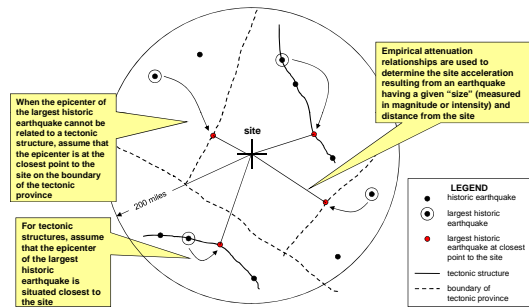 Empirical attenuation
relationships are used to
determine the site acceleration
resulting from an earthquake
having a given “size” (measured
in magnitude or intensity) and
distance from the site
When the epicenter of
the largest historic
earthquake cannot be
related to a tectonic
structure, assume that
the epicenter is at the
closest point to the
site on the boundary
of the tectonic
province
site
200 miles
For tectonic
structures, assume that
the epicenter of the
largest historic
earthquake is
situated closest to
the site
LEGEND
historic earthquake
largest historic
earthquake
largest historic
earthquake at closest
point to the site
tectonic structure
boundary of
tectonic province